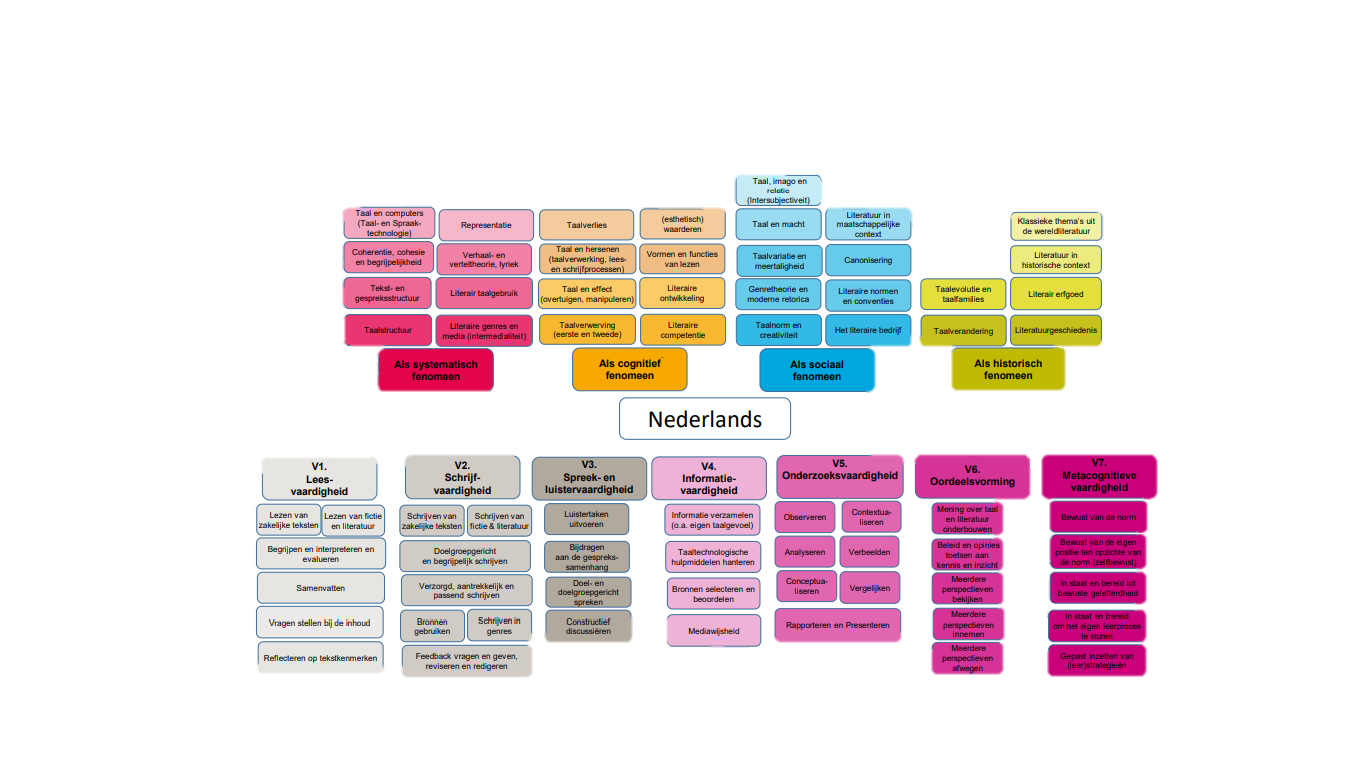 Taal, imago en
relatie
(Intersubjectiveit)
Taal en computers
(Taal- en Spraak-
technologie)
Representatie
Taalverlies
(esthetisch)
waarderen
Taal en macht
Literatuur in
maatschappelijke
context
Klassieke thema's uit
de wereldliteratuur
Coherentie, cohesie
en begrijpelijkheid
Verhaal- en
verteltheorie, lyriek
Taal en hersenen
(taalverwerking, lees-
en schrijfprocessen)
Vormen en functies
van lezen
Taalvariatie en
meertaligheid
Canonisering
Literatuur in
historische context
Tekst- en
gespreksstructuur
Literair taalgebruik
Taal en effect
(overtuigen, manipuleren)
Literaire
ontwikkeling
Genretheorie en
moderne retorica
Literaire normen
en conventies
Taalevolutie en
taalfamilies
Literair erfgoed
Taalstructuur
Literaire genres en
media (intermedialiteit)
Taalverwerving
(eerste en tweede)
Literaire
competentie
Taalnorm en
creativiteit
Het literaire bedrijf
Taalverandering
Literatuurgeschiedenis
Als systematisch
fenomeen
Als cognitief
fenomeen
Als sociaal
fenomeen
Als historisch
fenomeen
Nederlands
V1.
Lees-
vaardigheid
V2.
Schrijf-
vaardigheid
V3.
Spreek- en
luistervaardigheid
V4.
Informatie-
vaardigheid
V5.
Onderzoeksvaardigheid
V6.
Oordeelsvorming
V7.
Metacognitieve
vaardigheid
Lezen van
zakelijke teksten
Lezen van fictie
en literatuur
Schrijven van
zakelijke teksten
Schrijven van
fictie & literatuur
Luistertaken
uitvoeren
Informatie verzamelen
(o.a. eigen taalgevoel)
Observeren
Contextua-
liseren
Mening over taal
en literatuur
onderbouwen
Bewust van de norm
Begrijpen en interpreteren en
evalueren
Doelgroepgericht
en begrijpelijk schrijven
Bijdragen
aan de gespreks-
samenhang
Taaltechnologische
hulpmiddelen hanteren
Analyseren
Verbeelden
Beleid en opinies
toetsen aan
kennis en inzicht
Bewust van de eigen
positie ten opzichte van
de norm (zelfbewust)
Samenvatten
Verzorgd, aantrekkelijk en
passend schrijven
Doel- en
doelgroepgericht
spreken
Bronnen selecteren en
beoordelen
Conceptua-
liseren
Vergelijken
Meerdere
perspectieven
bekijken
In staat en bereid tot
bewuste geletterdheid
Vragen stellen bij de inhoud
Bronnen
gebruiken
Schrijven in
genres
Constructief
discussiëren
Mediawijsheid
Rapporteren en Presenteren
Meerdere
perspectieven
innemen
In staat en bereid
om het eigen leerproces
te sturen
Reflecteren op tekstkenmerken
Feedback vragen en geven,
reviseren en redigeren
Meerdere
perspectieven
afwegen
Gepast inzetten van
(leer)strategieën